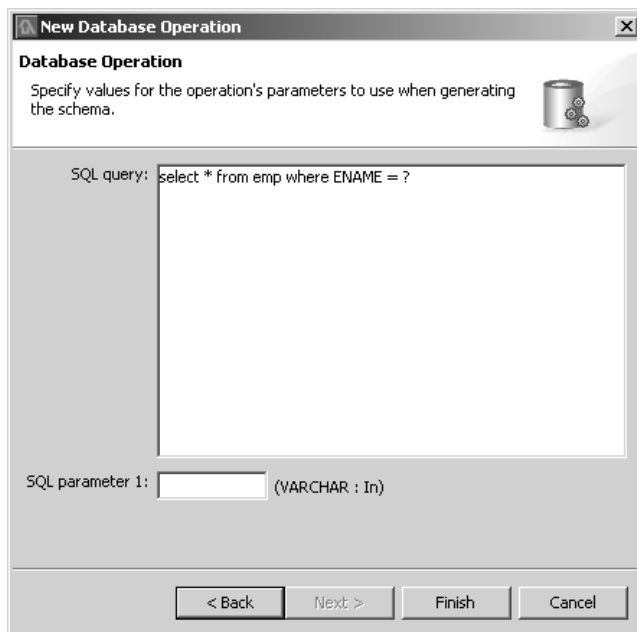 New Database Operation
Database Operation
Specify values for the operation's parameters to use when generating
the schema.
SQL query:
select * from emp where ENAME = ?
SQL parameter 1:
(VARCHAR : In)
< Back
Next >
Finish
Cancel